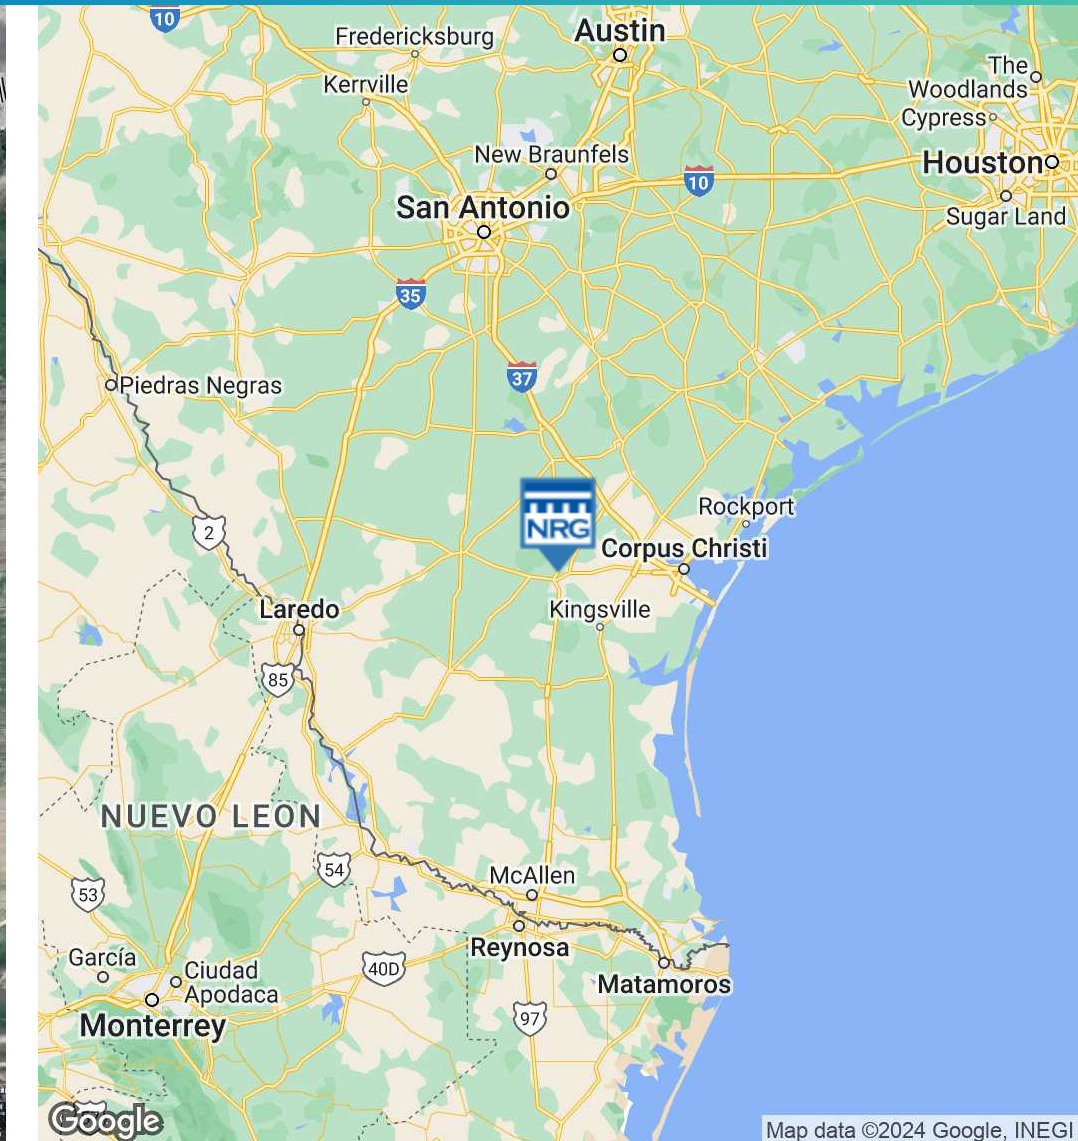 10
Fredericksburg
Austin
Kerrville
The
Woodlands
Cypress
New Braunfels
Houston
10
San Antonio
Sugar Land
35
37
Piedras Negras
NRG
Rockport
2
Corpus Christi
Laredo
Kingsville
85
NUEVO LEON
54
McAllen
53
Reynosa
García
40D
Ciudad
Apodaca
Matamoros
97
Monterrey
Google
Map data ©2024 Google, INEGI